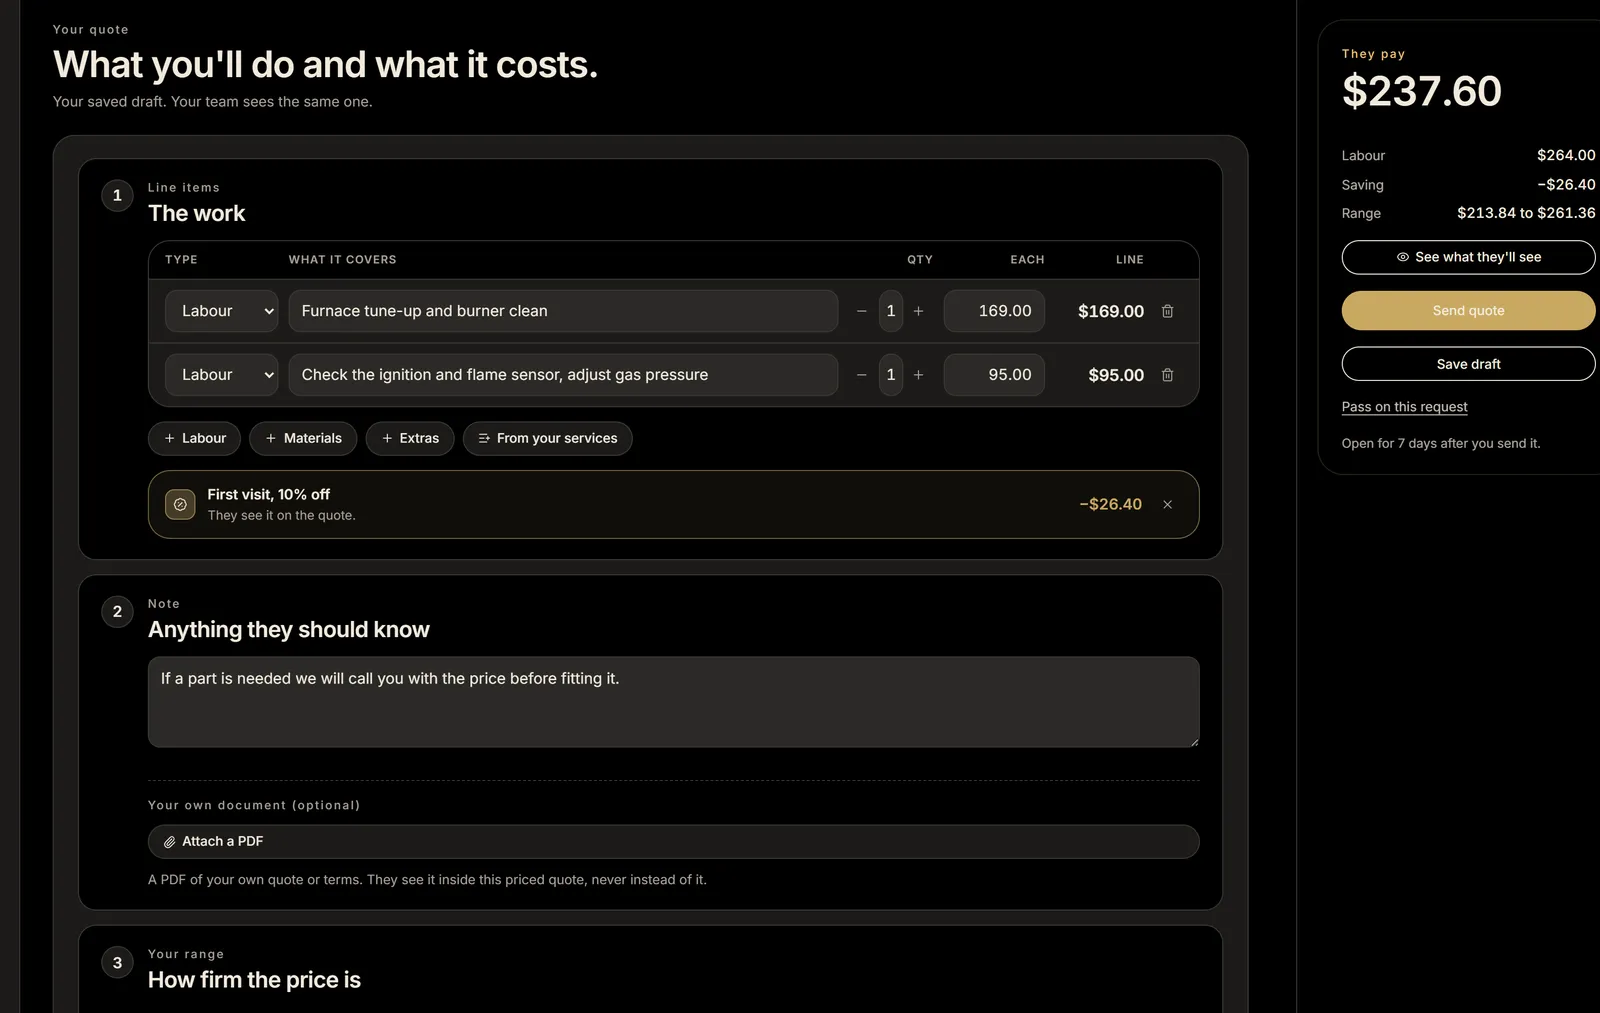 Your quote
What you'll do and what it costs.
Your saved draft. Your team sees the same one.
1
Line items
The work
TYPE WHAT IT COVERS QTY EACH LINE
Labour Furnace tune-up and burner clean − 1 + 169.00 $169.00
Labour Check the ignition and flame sensor, adjust gas pressure − 1 + 95.00 $95.00
+ Labour + Materials + Extras From your services
First visit, 10% off
They see it on the quote.
−$26.40
2
Note
Anything they should know
If a part is needed we will call you with the price before fitting it.
Your own document (optional)
Attach a PDF
A PDF of your own quote or terms. They see it inside this priced quote, never instead of it.
3
Your range
How firm the price is
They pay
$237.60
Labour $264.00
Saving −$26.40
Range $213.84 to $261.36
See what they'll see
Send quote
Save draft
Pass on this request
Open for 7 days after you send it.